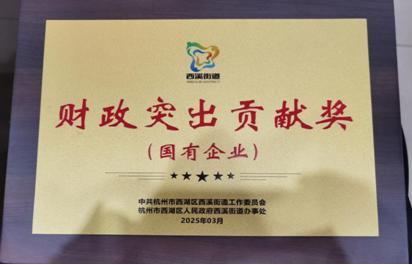 西溪街道
财政突出贡献奖
(国有企业)
中共杭州市西湖区西溪街道工作委员会
杭州市西湖区人民政府西溪街道办事处
2025年03月